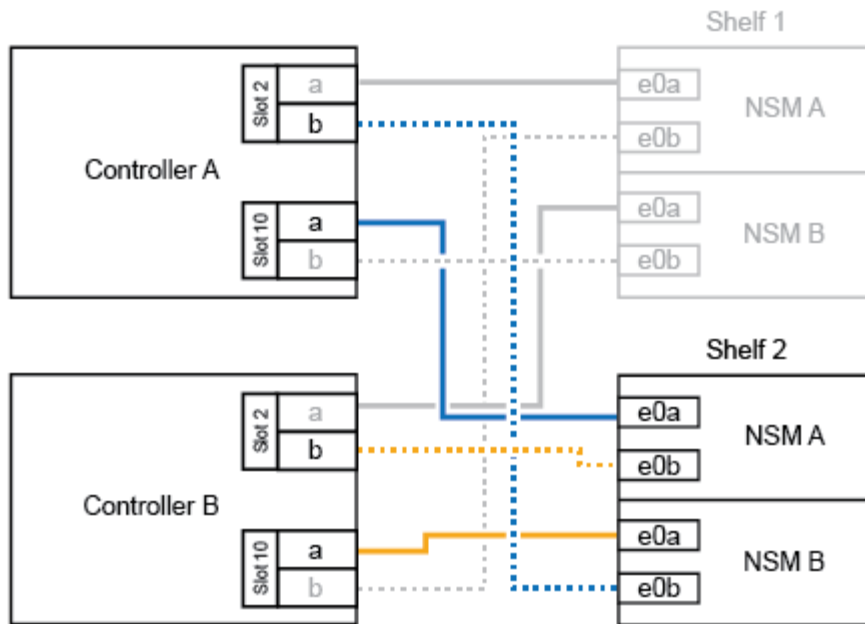 Shelf 1
Controller A
Slot 2
a
b
Slot 10
a
b
e0a
e0b
NSM A
e0a
e0b
NSM B
Shelf 2
Controller B
Slot 2
a
b
Slot 10
a
b
e0a
e0b
NSM A
e0a
e0b
NSM B